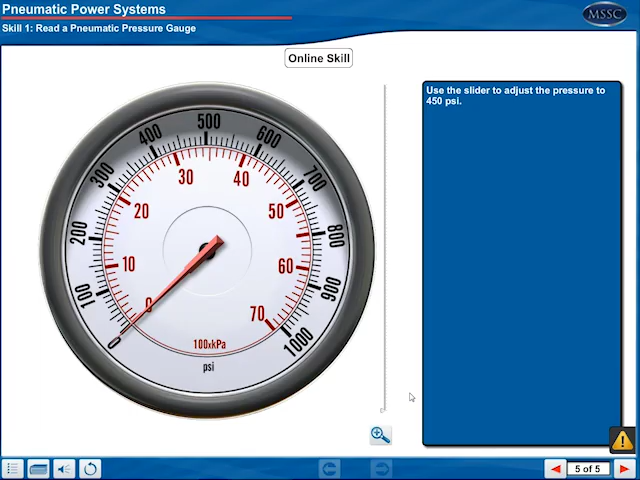 Pneumatic Power Systems
MSSC
Skill 1: Read a Pneumatic Pressure Gauge
Online Skill
Use the slider to adjust the pressure to
450 psi.
0
100
200
300
400
500
600
700
800
900
1000
0
10
20
30
40
50
60
70
100xkPa
psi
5 of 5